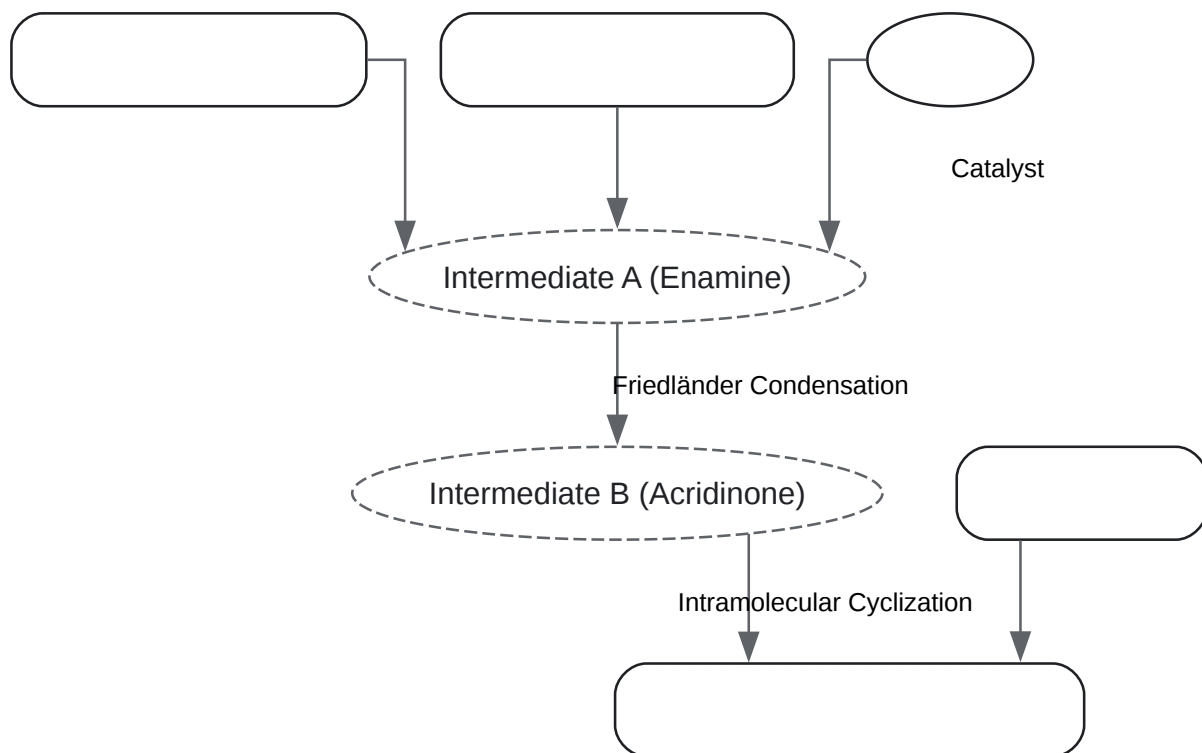 Catalyst
Intermediate A (Enamine)
Friedländer Condensation
Intermediate B (Acridinone)
Intramolecular Cyclization